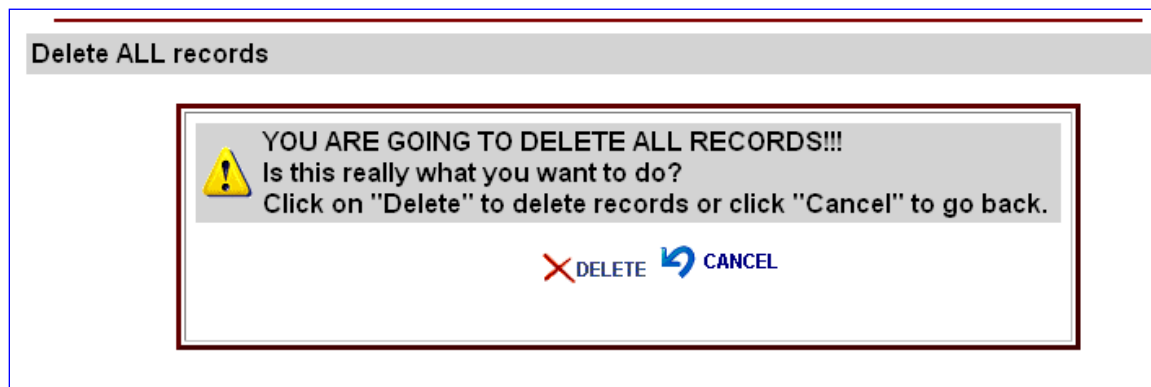 Delete ALL records
YOU ARE GOING TO DELETE ALL RECORDS!!!
Is this really what you want to do?
Click on "Delete" to delete records or click "Cancel" to go back.
DELETE CANCEL